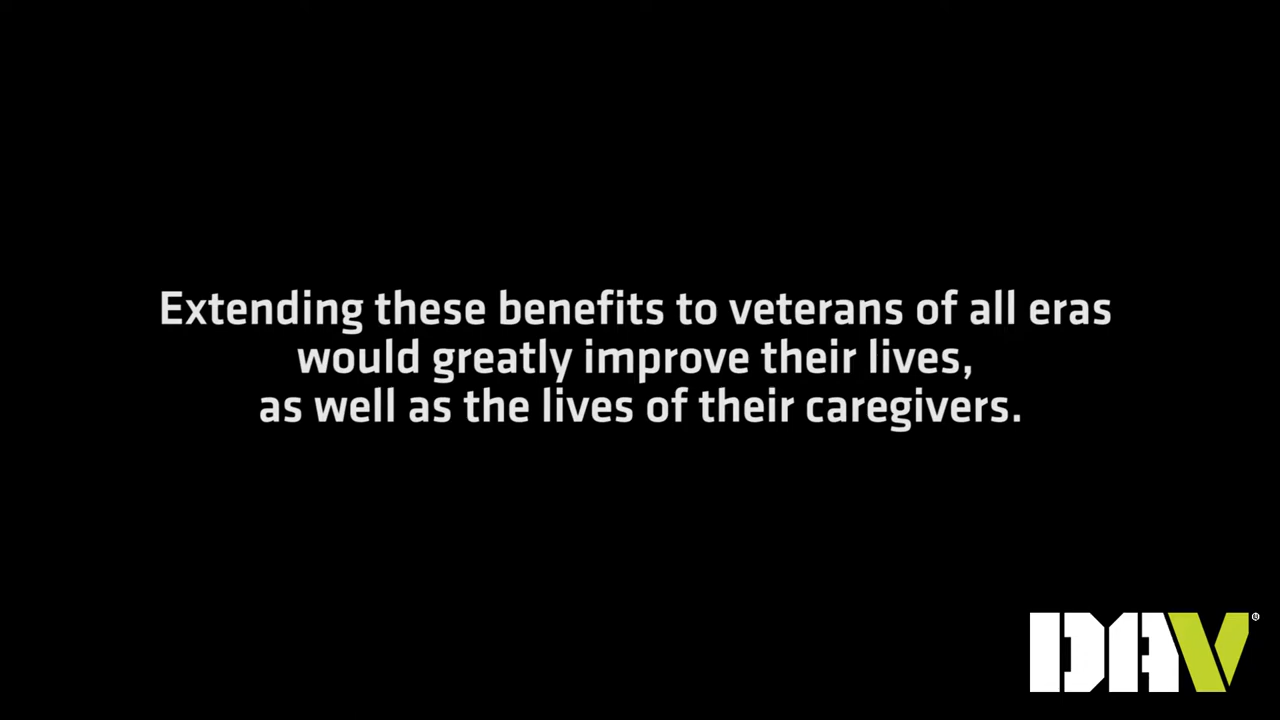 Extending these benefits to veterans of all eras
would greatly improve their lives,
as well as the lives of their caregivers.
DAV®